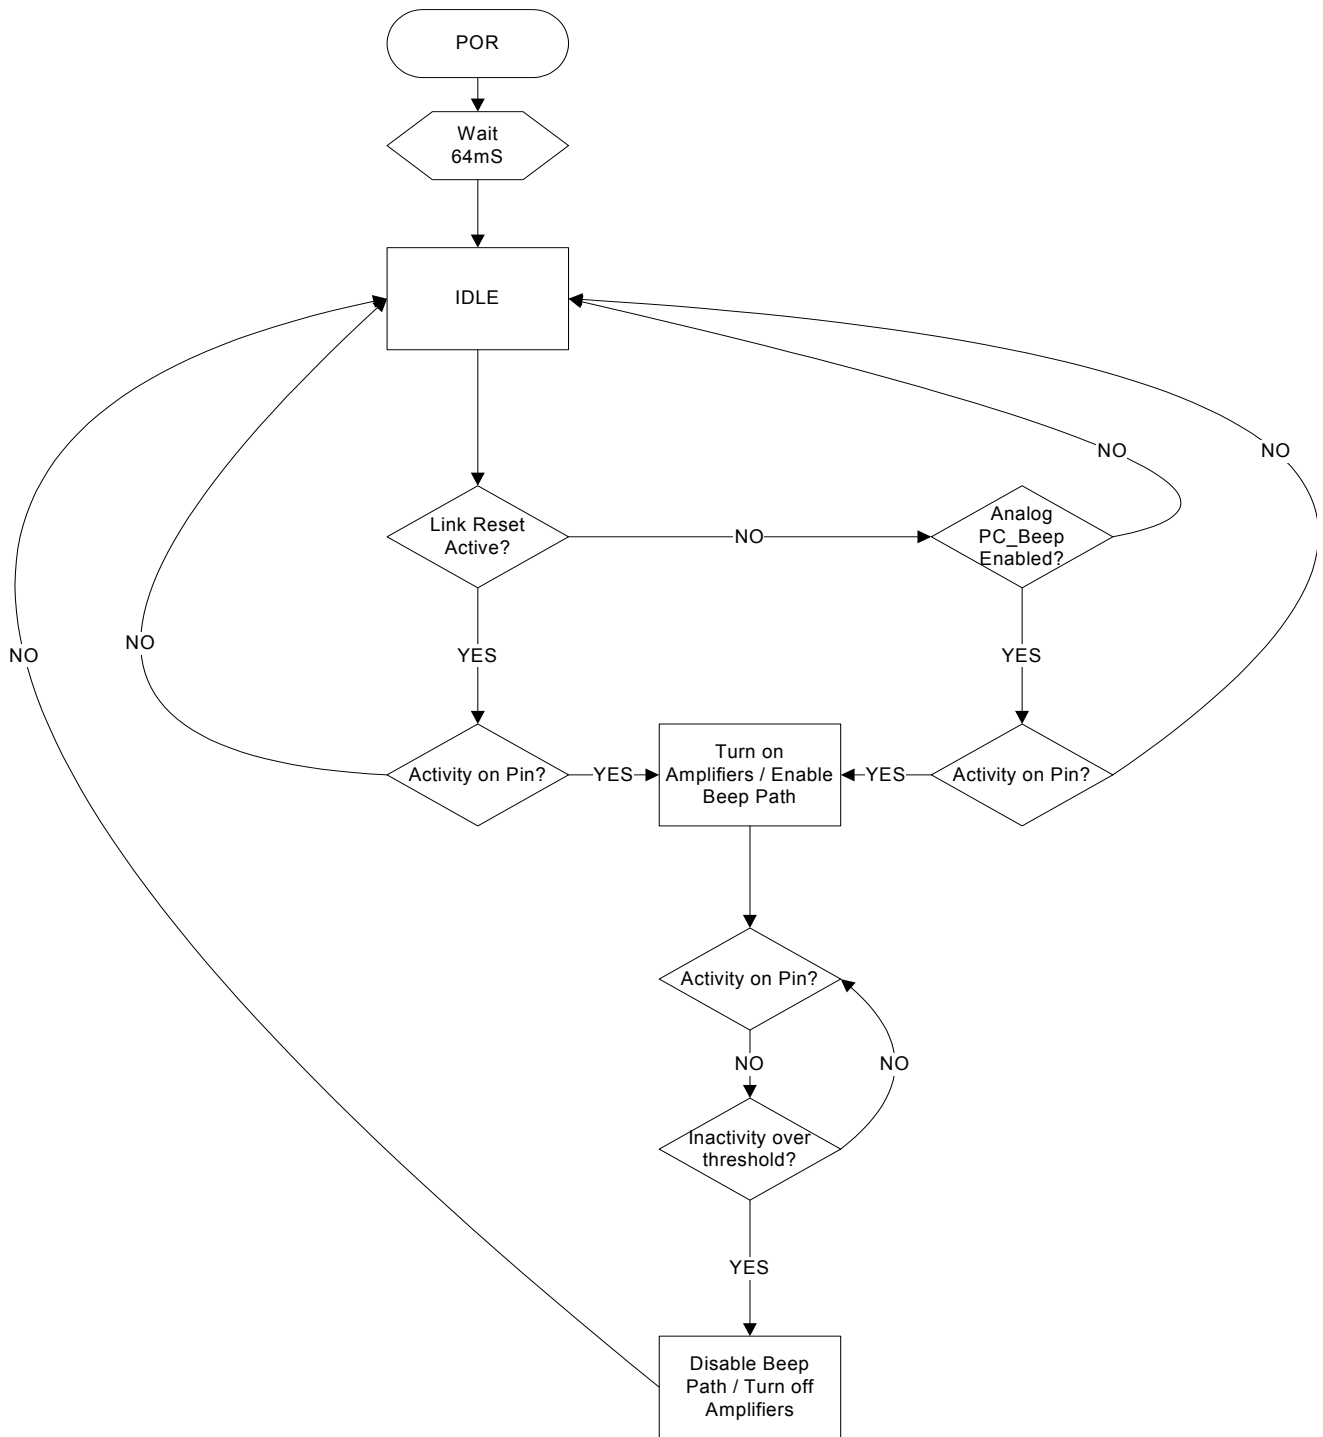 POR
Wait
64mS
IDLE
NO
NO
Link Reset
Active?
NO
Analog
PC_Beep
Enabled?
NO
NO
YES
YES
Activity on Pin?
YES
Turn on
Amplifiers / Enable
Beep Path
YES
Activity on Pin?
Activity on Pin?
NO
NO
Inactivity over
threshold?
YES
Disable Beep
Path / Turn off
Amplifiers